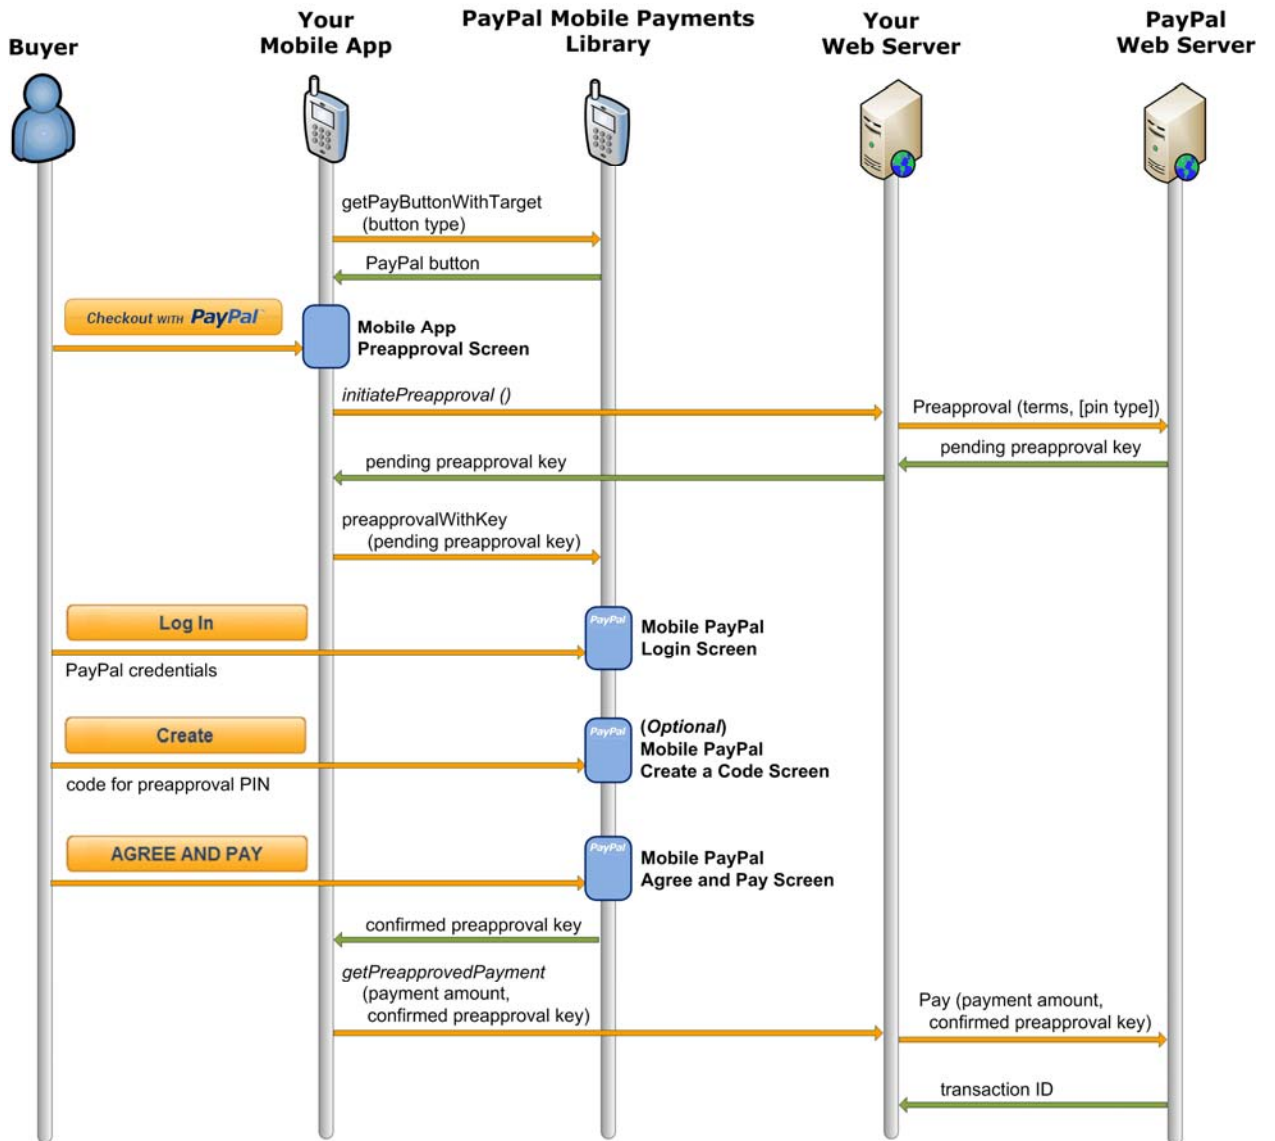 Buyer
Your
Mobile App
PayPal Mobile Payments
Library
Your
Web Server
PayPal
Web Server
getPayButtonWithTarget
(button type)
PayPal button
Checkout WITH PayPal
Mobile App
Preapproval Screen
initiatePreapproval ()
Preapproval (terms, [pin type])
pending preapproval key
pending preapproval key
preapprovalWithKey
(pending preapproval key)
Log In
PayPal credentials
PayPal
Mobile PayPal
Login Screen
Create
code for preapproval PIN
PayPal
(Optional)
Mobile PayPal
Create a Code Screen
AGREE AND PAY
PayPal
Mobile PayPal
Agree and Pay Screen
confirmed preapproval key
getPreapprovedPayment
(payment amount,
confirmed preapproval key)
Pay (payment amount,
confirmed preapproval key)
transaction ID